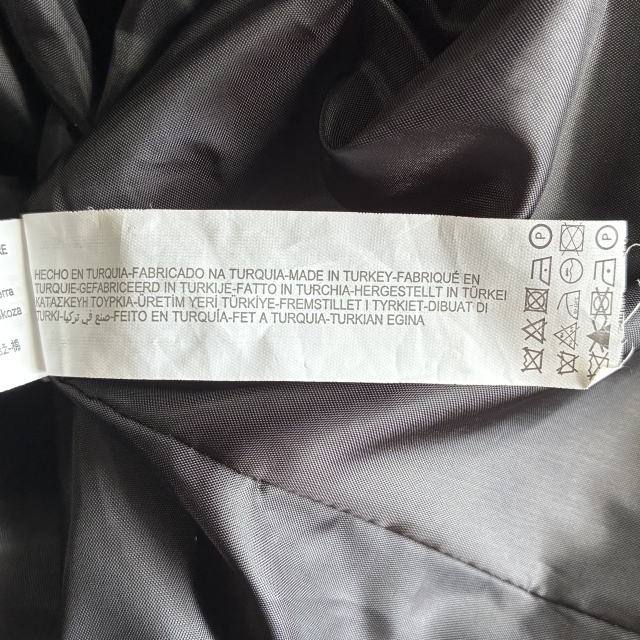 HECHO EN TURQUIA-FABRICADO NA TURQUIA-MADE IN TURKEY-FABRIQUÉ EN
TURQUIE-GEFABRICEERD IN TURKIJE-FATTO IN TURCHIA-HERGESTELLT IN TÜRKEI
ΚΑΤΑΣΚΕΥΗ ΤΟΥΡΚΙΑ-ÜRETİM YERİ TÜRKİYE-FREMSTILLET I TYRKIET-DIBUAT DI
TURKI-صنع في تركيا-FEITO EN TURQUÍA-FET A TURQUIA-TURKIAN EGINA
P
P